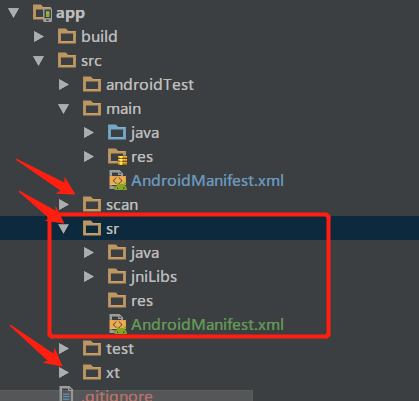 app
build
src
androidTest
main
java
res
AndroidManifest.xml
scan
sr
java
jniLibs
res
AndroidManifest.xml
test
xt
.gitignore